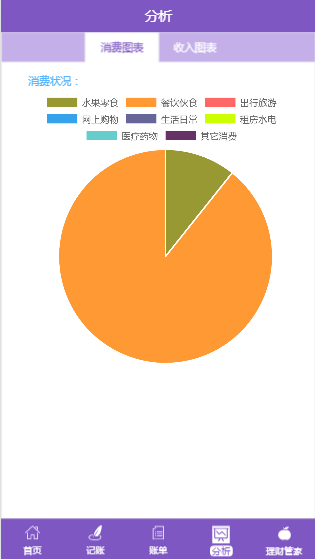 分析
消费图表 收入图表
消费状况：
水果零食 餐饮伙食 出行旅游
网上购物 生活日常 租房水电
医疗药物 其它消费
首页 记账 账单 分析 理财管家